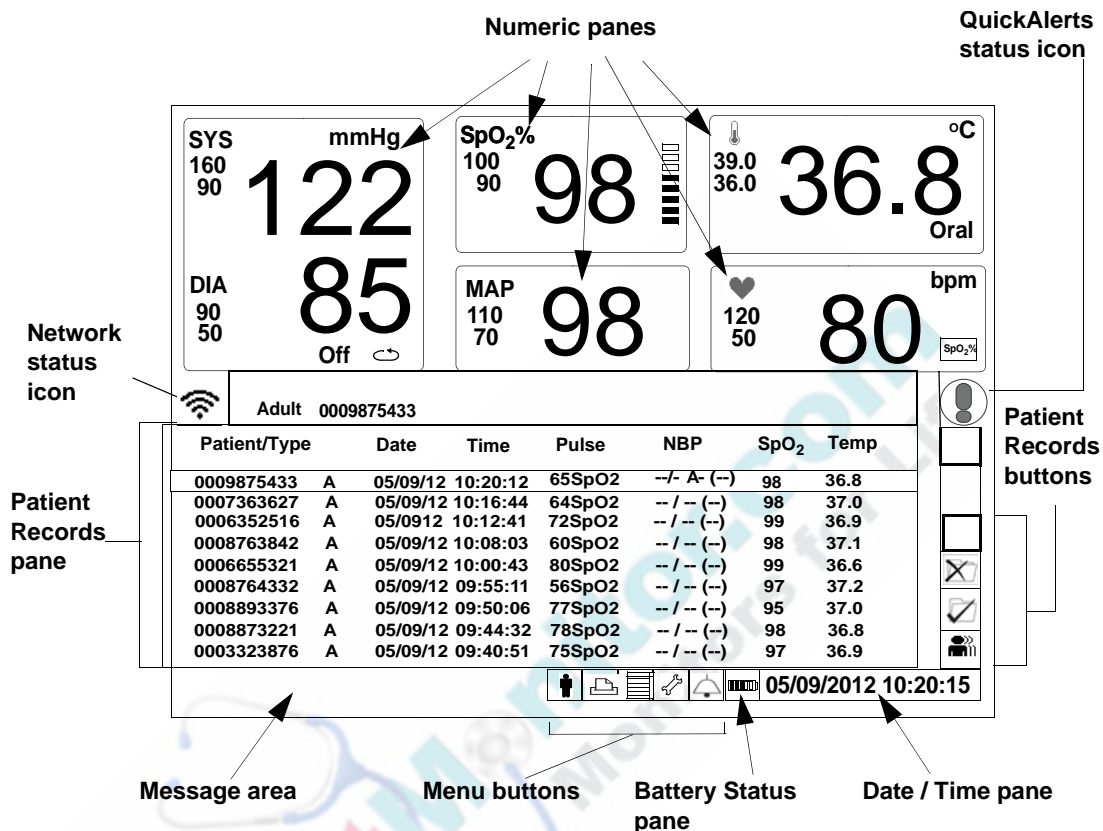 Numeric panes
QuickAlerts
status icon
SYS
160
90
mmHg
122
DIA
90
50
85
Off
SpO2%
100
90
98
MAP
110
70
98
39.0
36.0
36.8
°C
Oral
120
50
80
bpm
SpO2%
Network
status
icon
Adult 0009875433
Patient
Records
buttons
Patient/Type Date Time Pulse NBP SpO2 Temp
0009875433 A 05/09/12 10:20:12 65SpO2 --/- A- (--) 98 36.8
0007363627 A 05/09/12 10:16:44 64SpO2 -- / -- (--) 98 37.0
0006352516 A 05/0912 10:12:41 72SpO2 -- / -- (--) 99 36.9
0008763842 A 05/09/12 10:08:03 60SpO2 -- / -- (--) 98 37.1
0006655321 A 05/09/12 10:00:43 80SpO2 -- / -- (--) 99 36.6
0008764332 A 05/09/12 09:55:11 56SpO2 -- / -- (--) 97 37.2
0008893376 A 05/09/12 09:50:06 77SpO2 -- / -- (--) 95 37.0
0008873221 A 05/09/12 09:44:32 78SpO2 -- / -- (--) 98 36.8
0003323876 A 05/09/12 09:40:51 75SpO2 -- / -- (--) 97 36.9
Patient
Records
pane
05/09/2012 10:20:15
Message area
Menu buttons
Battery Status
pane
Date / Time pane